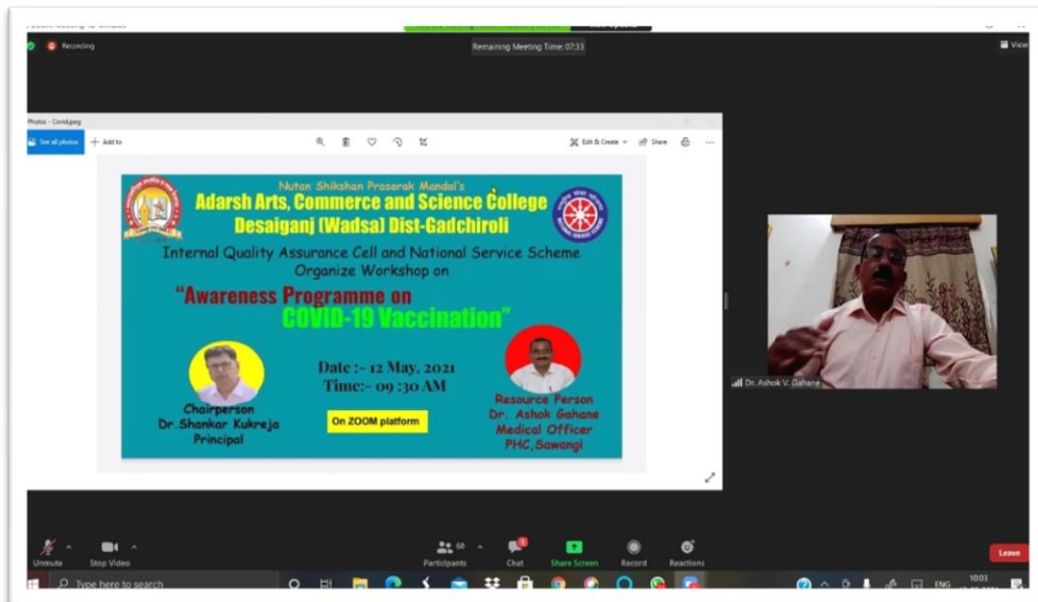 Recording
Remaining Meeting Time: 07:33
View
Photos - Covid.jpeg
See all photos
Add to
Edit & Create
Share
Nutan Shikshan Prasarak Mandal's
Adarsh Arts, Commerce and Science College
Desaiganj (Wadsa) Dist-Gadchiroli
Internal Quality Assurance Cell and National Service Scheme
Organize Workshop on
"Awareness Programme on
COVID-19 Vaccination"
Date :- 12 May, 2021
Time:- 09 :30 AM
On ZOOM platform
Chairperson
Dr.Shankar Kukreja
Principal
Resource Person
Dr. Ashok Gahane
Medical Officer
PHC,Sawangi
Dr. Ashok V. Gahane
Unmute
Stop Video
Participants
68
Chat
Share Screen
Record
Reactions
Leave
Type here to search
ENG
10:03